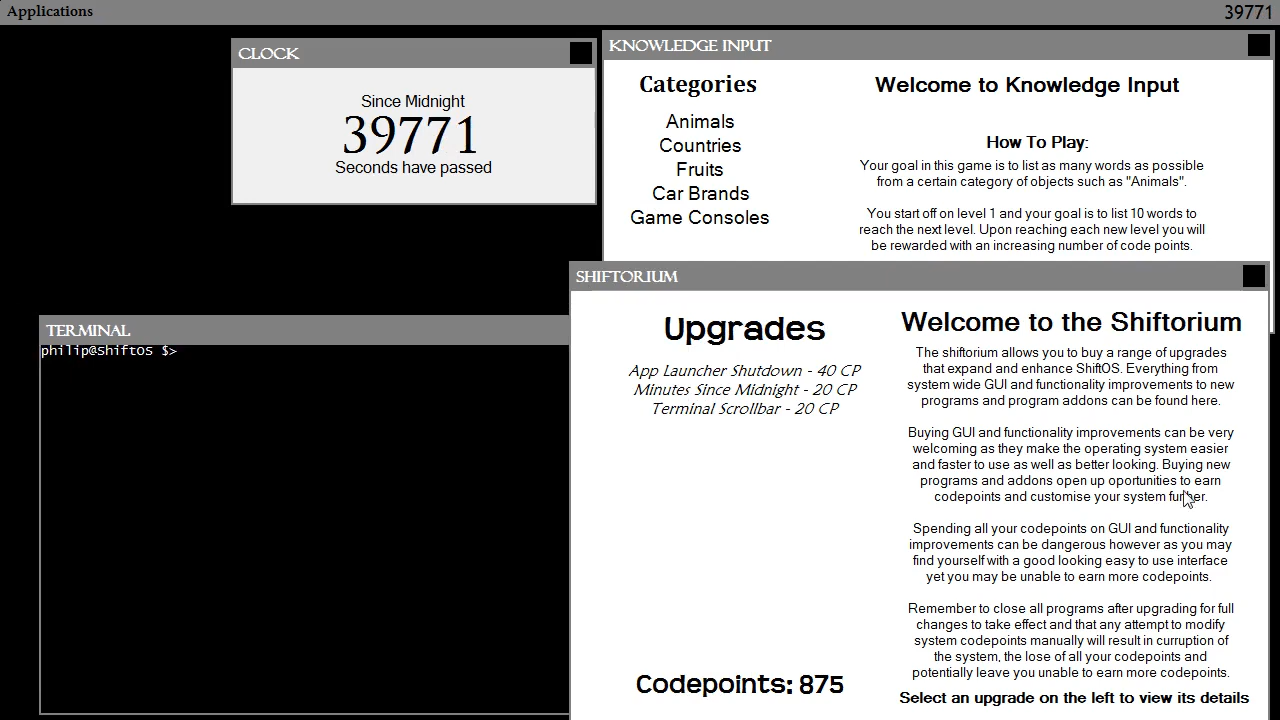 Applications
39771
CLOCK
Since Midnight
39771
Seconds have passed
KNOWLEDGE INPUT
Categories
Animals
Countries
Fruits
Car Brands
Game Consoles
Welcome to Knowledge Input
How To Play:
Your goal in this game is to list as many words as possible
from a certain category of objects such as "Animals".
You start off on level 1 and your goal is to list 10 words to
reach the next level. Upon reaching each new level you will
be rewarded with an increasing number of code points.
TERMINAL
philip@shiftos $>
SHIFTORIUM
Upgrades
App Launcher Shutdown - 40 CP
Minutes Since Midnight - 20 CP
Terminal Scrollbar - 20 CP
Codepoints: 875
Welcome to the Shiftorium
The shiftorium allows you to buy a range of upgrades
that expand and enhance ShiftOS. Everything from
system wide GUI and functionality improvements to new
programs and program addons can be found here.
Buying GUI and functionality improvements can be very
welcoming as they make the operating system easier
and faster to use as well as better looking. Buying new
programs and addons open up oportunities to earn
codepoints and customise your system further.
Spending all your codepoints on GUI and functionality
improvements can be dangerous however as you may
find yourself with a good looking easy to use interface
yet you may be unable to earn more codepoints.
Remember to close all programs after upgrading for full
changes to take effect and that any attempt to modify
system codepoints manually will result in curruption of
the system, the lose of all your codepoints and
potentially leave you unable to earn more codepoints.
Select an upgrade on the left to view its details